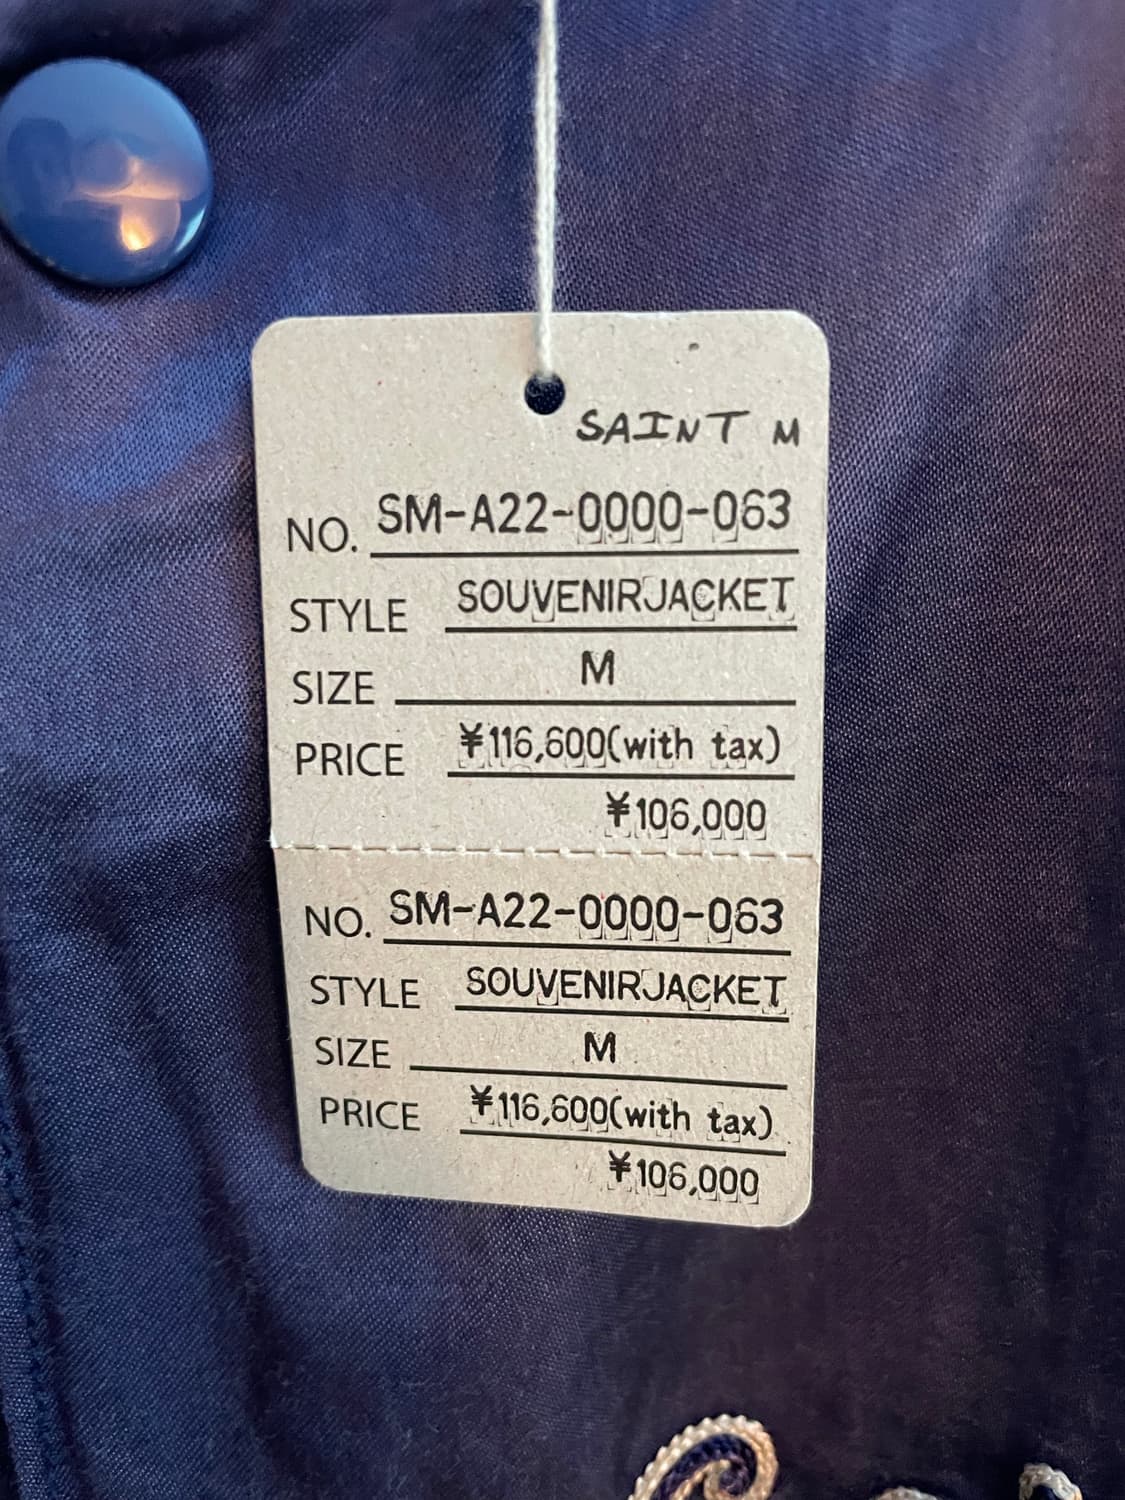 SAINT M
NO. SM-A22-0000-063
STYLE SOUVENIRJACKET
SIZE M
PRICE ¥116,600(with tax)
¥106,000
NO. SM-A22-0000-063
STYLE SOUVENIRJACKET
SIZE M
PRICE ¥116,600(with tax)
¥106,000